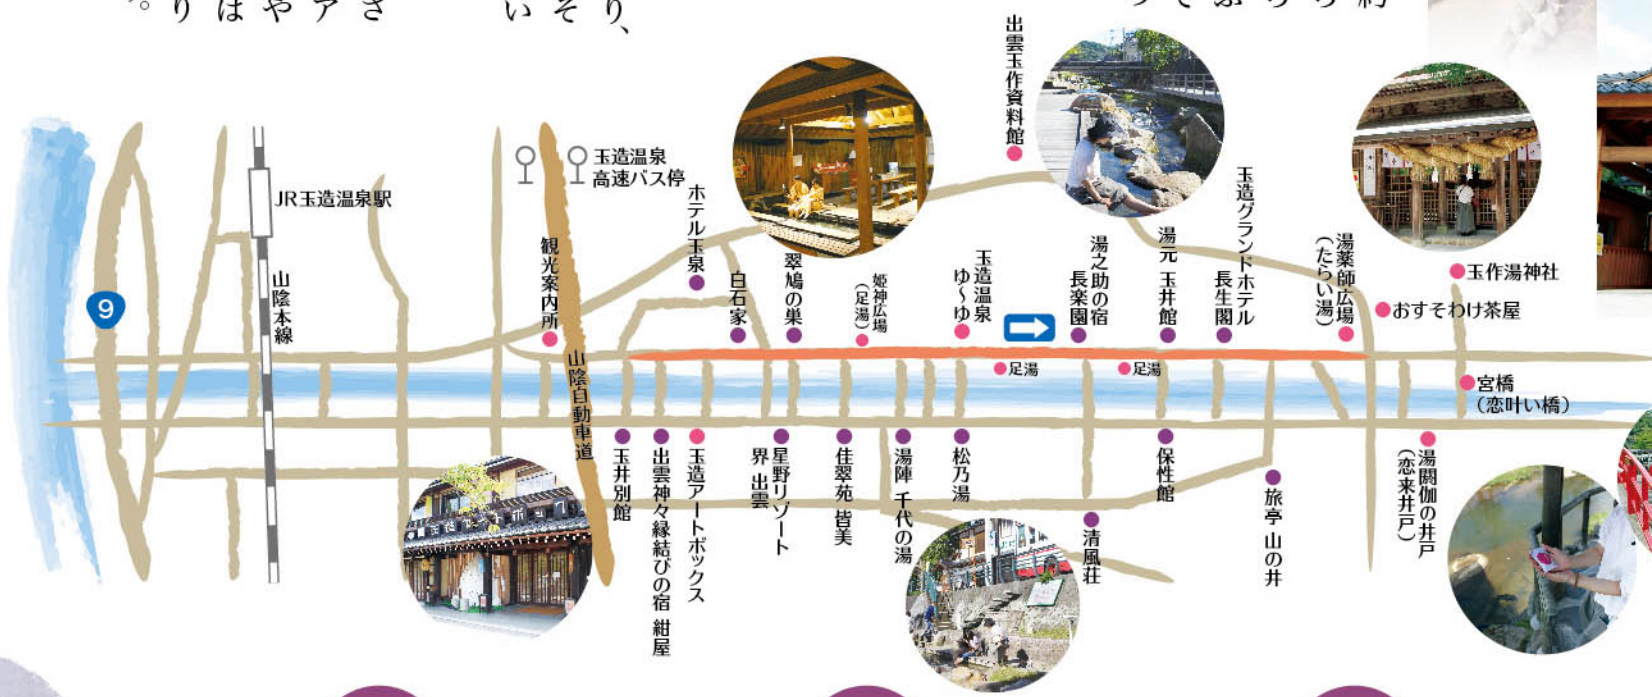 り、
そ
い
さ
ア
や
は
り
。
9
JR玉造温泉駅
山陰本線
観光案内所
玉造温泉
高速バス停
山陰自動車道
ホテル玉泉
白石家
翠鳩の巣
姫神広場
(足湯)
玉造温泉
ゆ〜ゆ
出雲玉作資料館
足湯
湯之助の宿
長楽園
足湯
湯元 玉井館
長生閣
玉造グランドホテル
湯薬師広場
(たらい湯)
玉作湯神社
おすそわけ茶屋
宮橋
(恋叶い橋)
玉井別館
出雲神々縁結びの宿 紺屋
玉造アートボックス
星野リゾート
界 出雲
佳翠苑 皆美
湯陣 千代の湯
松乃湯
清風荘
保性館
旅亭 山の井
湯閼伽の井戸
(恋来井戸)